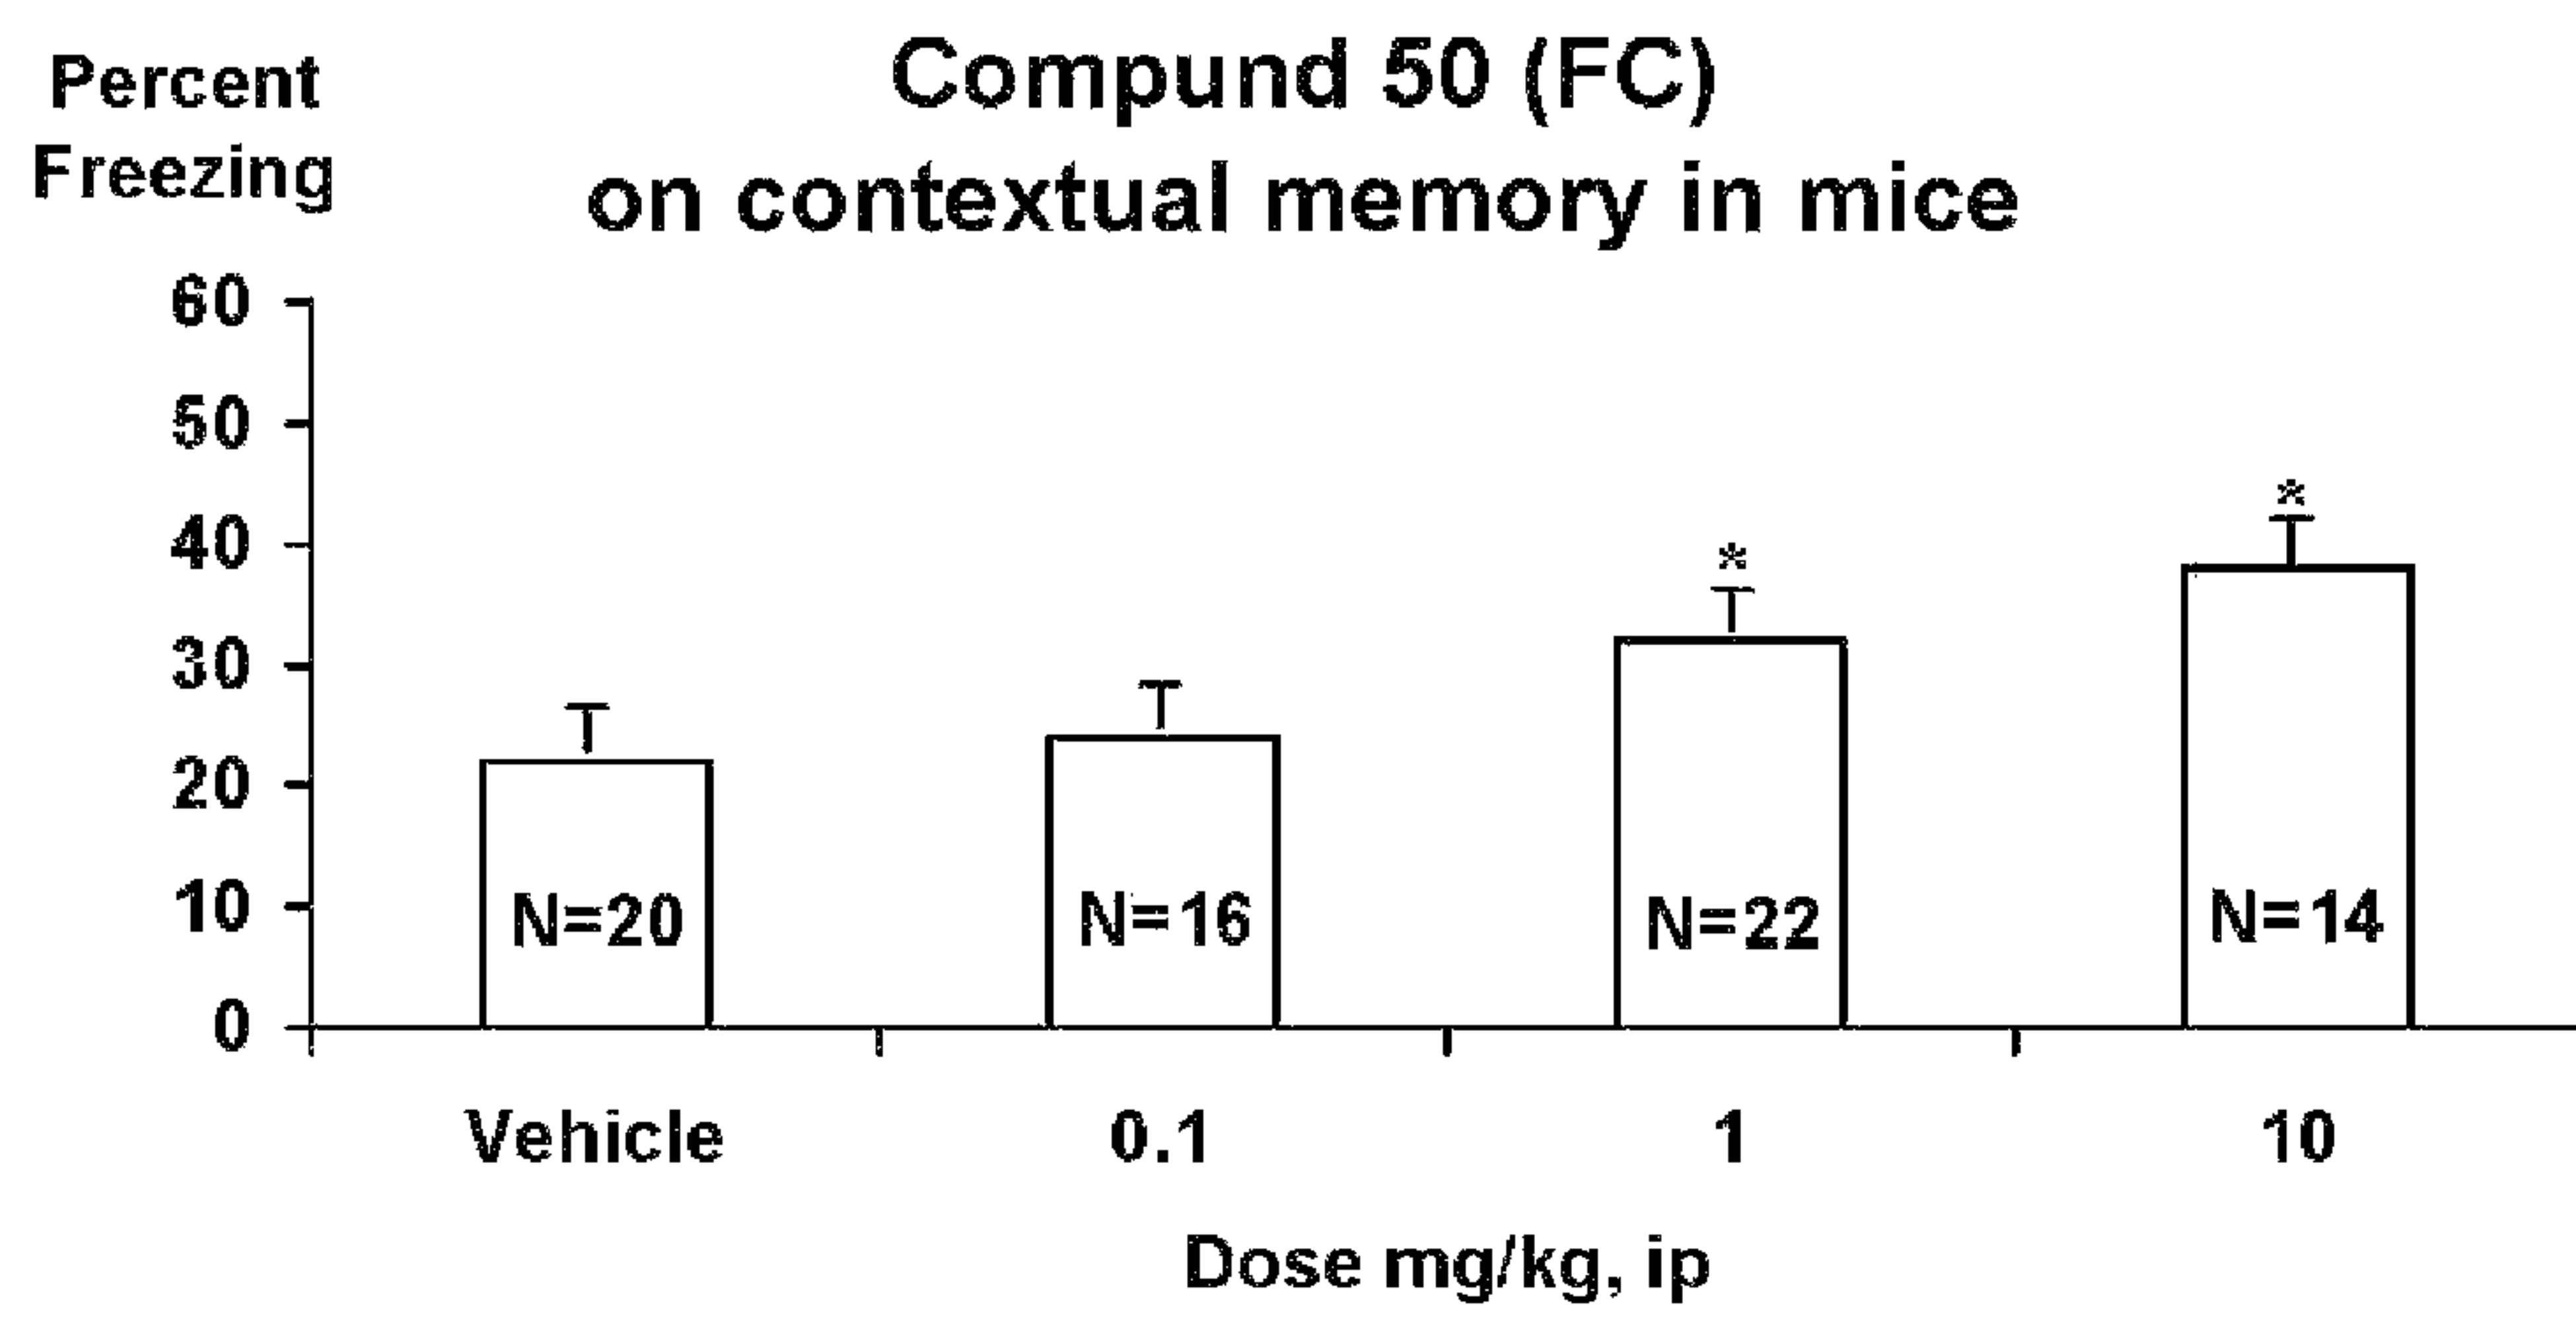 Percent
Freezing
Compund 50 (FC)
on contextual memory in mice
60
50
40
30
20
10
0
*
*
N=20
N=16
N=22
N=14
Vehicle
0.1
1
10
Dose mg/kg, ip